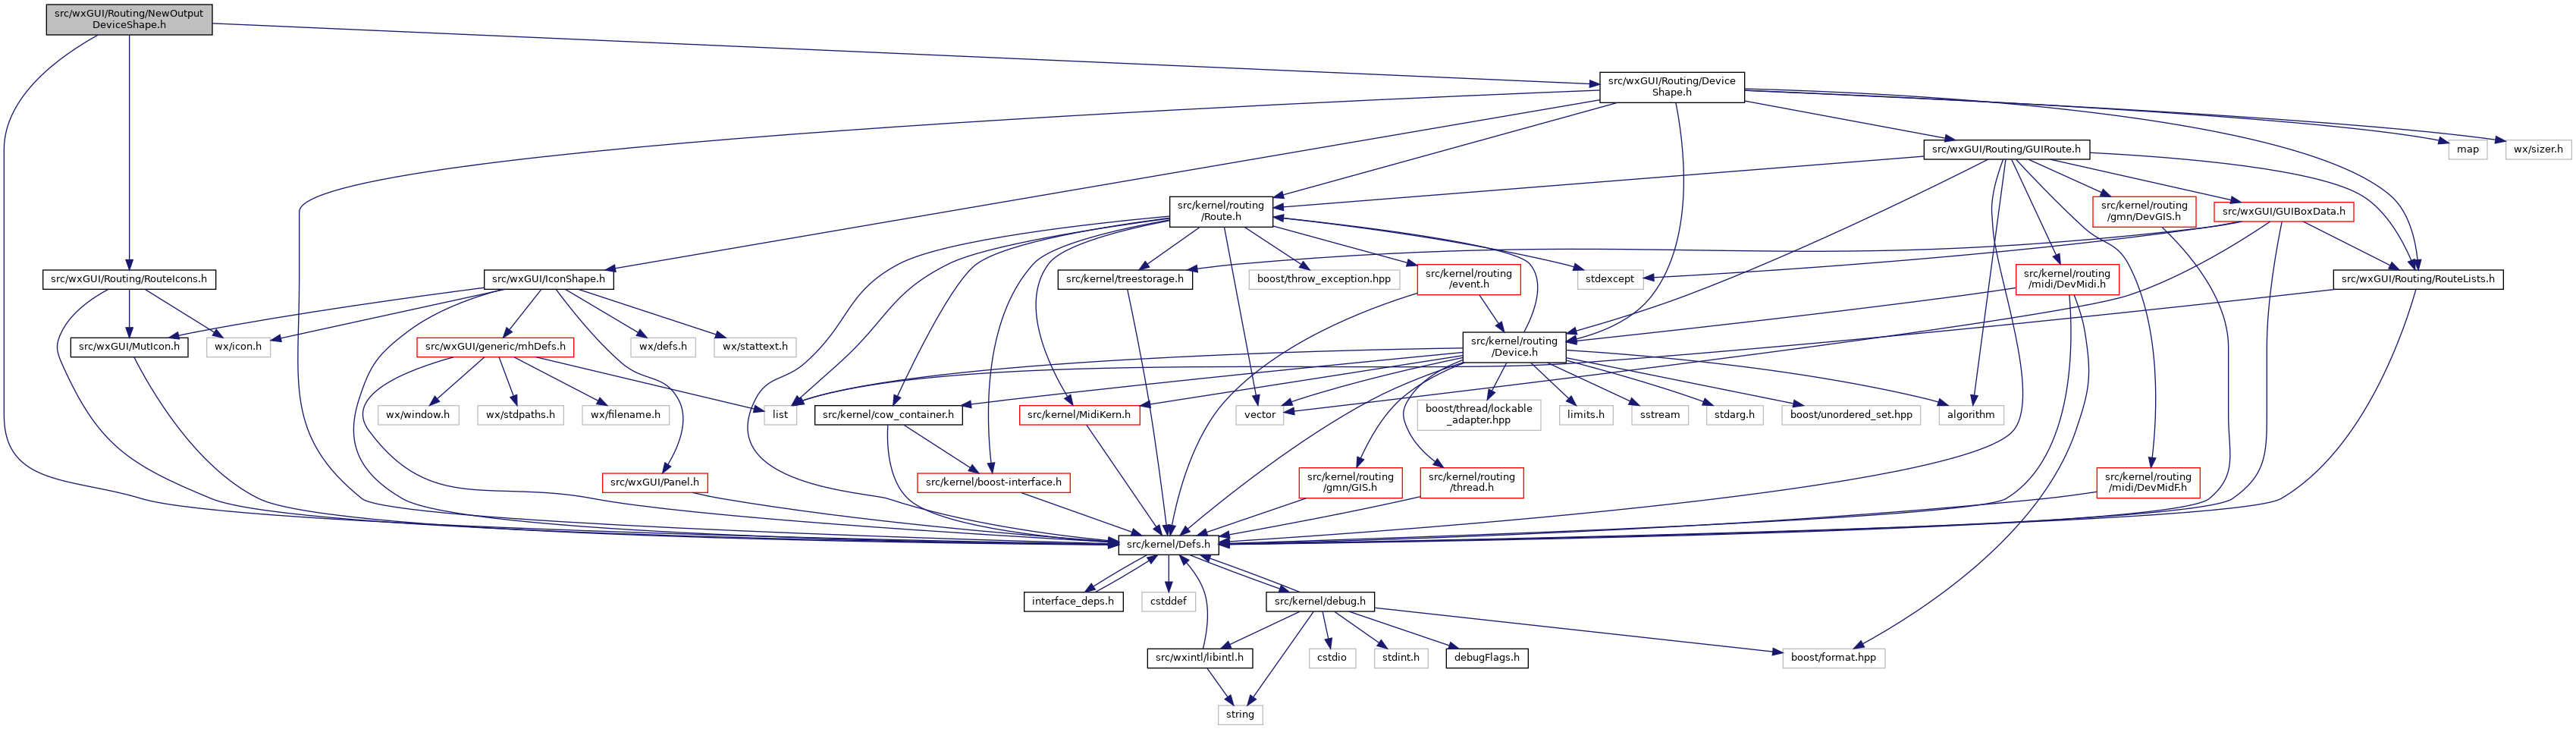 src/wxGUI/Routing/NewOutput
DeviceShape.h
src/wxGUI/Routing/Device
Shape.h
src/wxGUI/Routing/GUIRoute.h
map
wx/sizer.h
src/kernel/routing
/Route.h
src/kernel/routing
/gmn/DevGIS.h
src/wxGUI/GUIBoxData.h
src/wxGUI/Routing/RouteIcons.h
src/wxGUI/IconShape.h
src/kernel/treestorage.h
boost/throw_exception.hpp
src/kernel/routing
/event.h
stdexcept
src/kernel/routing
/midi/DevMidi.h
src/wxGUI/Routing/RouteLists.h
src/wxGUI/MutIcon.h
wx/icon.h
src/wxGUI/generic/mhDefs.h
wx/defs.h
wx/stattext.h
src/kernel/routing
/Device.h
wx/window.h
wx/stdpaths.h
wx/filename.h
list
src/kernel/cow_container.h
src/kernel/MidiKern.h
vector
boost/thread/lockable
_adapter.hpp
limits.h
sstream
stdarg.h
boost/unordered_set.hpp
algorithm
src/wxGUI/Panel.h
src/kernel/boost-interface.h
src/kernel/routing
/gmn/GIS.h
src/kernel/routing
/thread.h
src/kernel/routing
/midi/DevMidF.h
src/kernel/Defs.h
interface_deps.h
cstddef
src/kernel/debug.h
src/wxintl/libintl.h
cstdio
stdint.h
debugFlags.h
boost/format.hpp
string